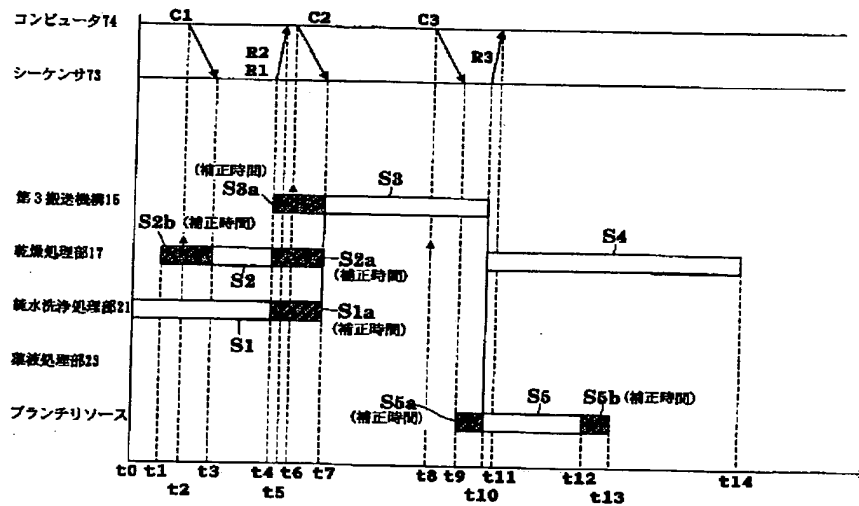 コンピュータ74
C1
C2
C3
R2
R1
R3
シーケンサ73
(補正時間)
第3搬送機構15
S3a
S3
S2b (補正時間)
乾燥処理部17
S2
S2a
(補正時間)
S4
純水洗浄処理部21
S1
S1a
(補正時間)
薬液処理部23
ブランチリソース
S5a
(補正時間)
S5
S5b (補正時間)
t0 t1 t2 t3 t4 t5 t6 t7 t8 t9 t10 t11 t12 t13 t14